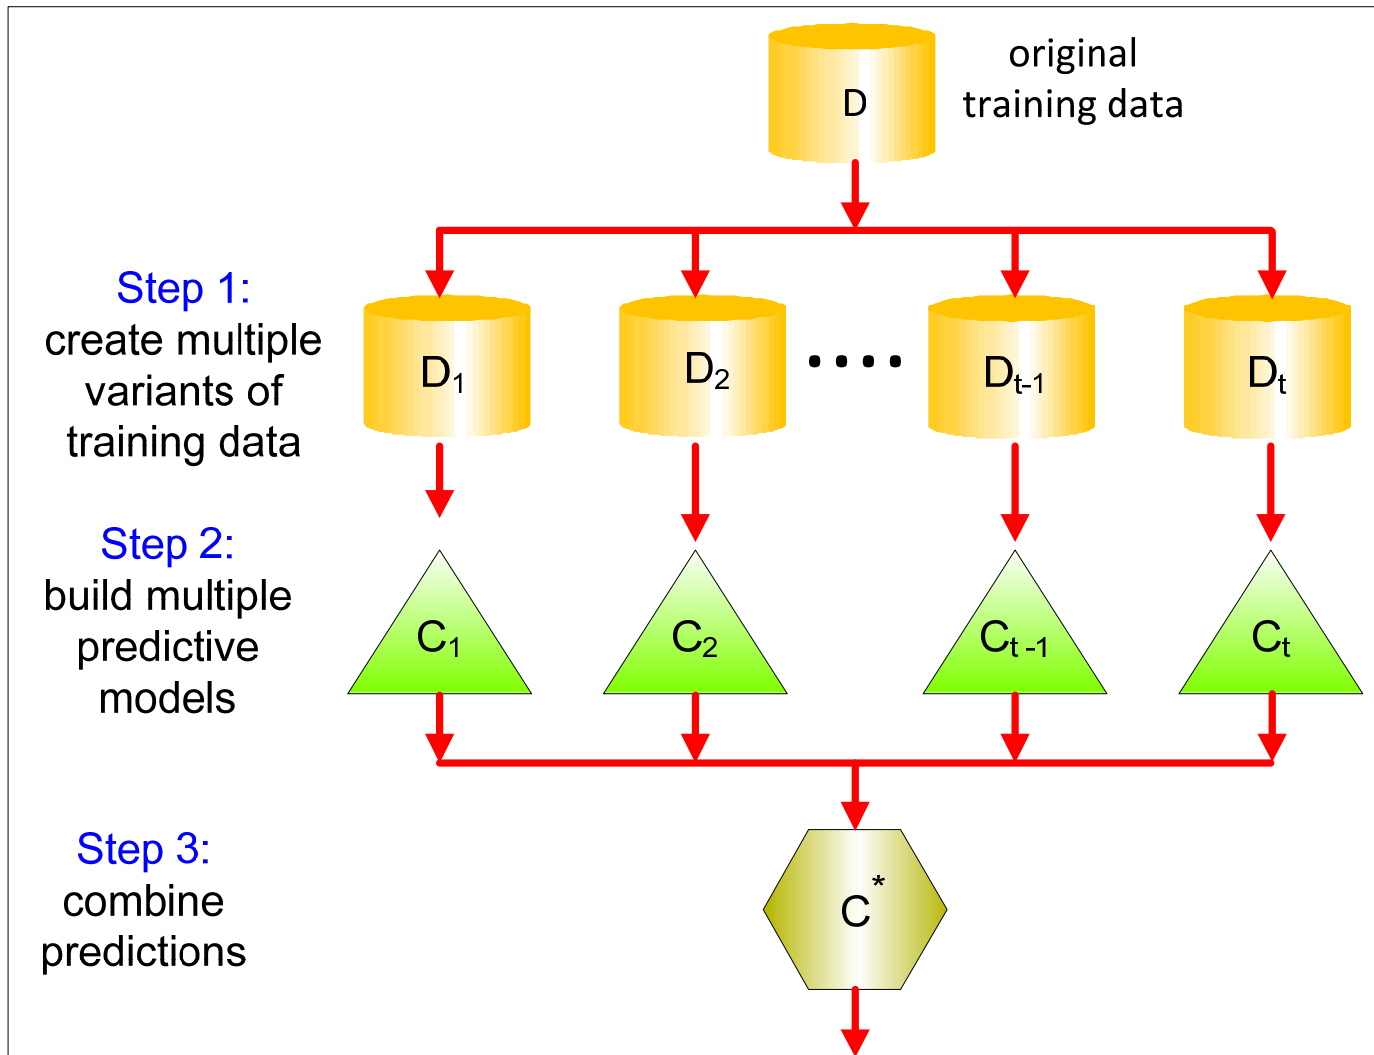 D
original
training data
Step 1:
create multiple
variants of
training data
D1
D2
....
Dt-1
Dt
Step 2:
build multiple
predictive
models
C1
C2
Ct-1
Ct
Step 3:
combine
predictions
C*